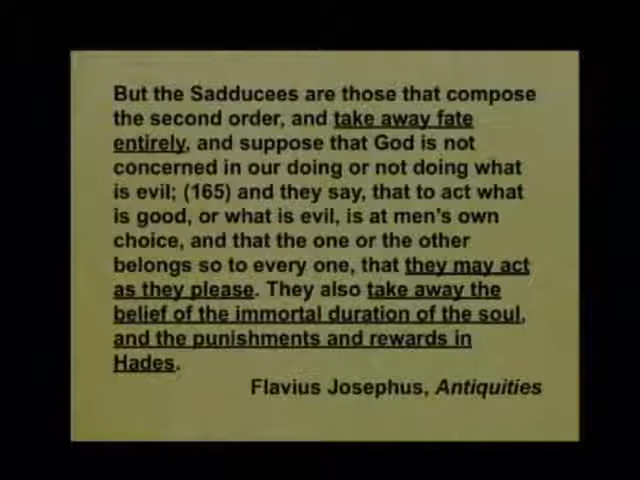 But the Sadducees are those that compose
the second order, and take away fate
entirely, and suppose that God is not
concerned in our doing or not doing what
is evil; (165) and they say, that to act what
is good, or what is evil, is at men's own
choice, and that the one or the other
belongs so to every one, that they may act
as they please. They also take away the
belief of the immortal duration of the soul,
and the punishments and rewards in
Hades.
Flavius Josephus, Antiquities